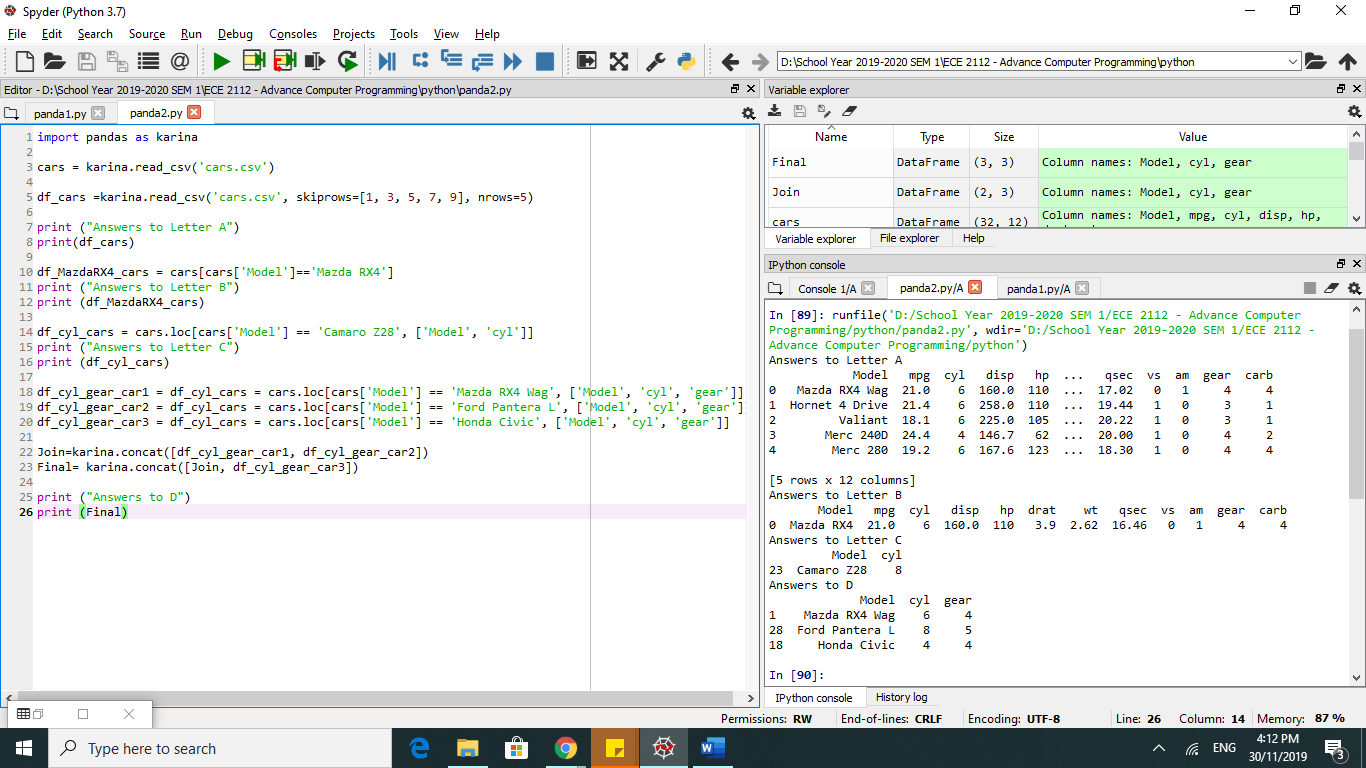 Spyder (Python 3.7)
File Edit Search Source Run Debug Consoles Projects Tools View Help
D:\School Year 2019-2020 SEM 1\ECE 2112 - Advance Computer Programming\python
Editor - D:\School Year 2019-2020 SEM 1\ECE 2112 - Advance Computer Programming\python\panda2.py
panda1.py panda2.py
1 import pandas as karina
2
3 cars = karina.read_csv('cars.csv')
4
5 df_cars =karina.read_csv('cars.csv', skiprows=[1, 3, 5, 7, 9], nrows=5)
6
7 print ("Answers to Letter A")
8 print(df_cars)
9
10 df_MazdaRX4_cars = cars[cars['Model']=='Mazda RX4']
11 print ("Answers to Letter B")
12 print (df_MazdaRX4_cars)
13
14 df_cyl_cars = cars.loc[cars['Model'] == 'Camaro Z28', ['Model', 'cyl']]
15 print ("Answers to Letter C")
16 print (df_cyl_cars)
17
18 df_cyl_gear_car1 = df_cyl_cars = cars.loc[cars['Model'] == 'Mazda RX4 Wag', ['Model', 'cyl', 'gear']]
19 df_cyl_gear_car2 = df_cyl_cars = cars.loc[cars['Model'] == 'Ford Pantera L', ['Model', 'cyl', 'gear']
20 df_cyl_gear_car3 = df_cyl_cars = cars.loc[cars['Model'] == 'Honda Civic', ['Model', 'cyl', 'gear']]
21
22 Join=karina.concat([df_cyl_gear_car1, df_cyl_gear_car2])
23 Final= karina.concat([Join, df_cyl_gear_car3])
24
25 print ("Answers to D")
26 print (Final)
Variable explorer
Name Type Size Value
Final DataFrame (3, 3) Column names: Model, cyl, gear
Join DataFrame (2, 3) Column names: Model, cyl, gear
cars DataFrame (32, 12) Column names: Model, mpg, cyl, disp, hp,
Variable explorer File explorer Help
IPython console
Console 1/A panda2.py/A panda1.py/A
In [89]: runfile('D:/School Year 2019-2020 SEM 1/ECE 2112 - Advance Computer
Programming/python/panda2.py', wdir='D:/School Year 2019-2020 SEM 1/ECE 2112 -
Advance Computer Programming/python')
Answers to Letter A
Model mpg cyl disp hp ... qsec vs am gear carb
0 Mazda RX4 Wag 21.0 6 160.0 110 ... 17.02 0 1 4 4
1 Hornet 4 Drive 21.4 6 258.0 110 ... 19.44 1 0 3 1
2 Valiant 18.1 6 225.0 105 ... 20.22 1 0 3 1
3 Merc 240D 24.4 4 146.7 62 ... 20.00 1 0 4 2
4 Merc 280 19.2 6 167.6 123 ... 18.30 1 0 4 4
[5 rows x 12 columns]
Answers to Letter B
Model mpg cyl disp hp drat wt qsec vs am gear carb
0 Mazda RX4 21.0 6 160.0 110 3.9 2.62 16.46 0 1 4 4
Answers to Letter C
Model cyl
23 Camaro Z28 8
Answers to D
Model cyl gear
1 Mazda RX4 Wag 6 4
28 Ford Pantera L 8 5
18 Honda Civic 4 4
In [90]:
IPython console History log
Permissions: RW End-of-lines: CRLF Encoding: UTF-8 Line: 26 Column: 14 Memory: 87 %
Type here to search
ENG
4:12 PM
30/11/2019
3